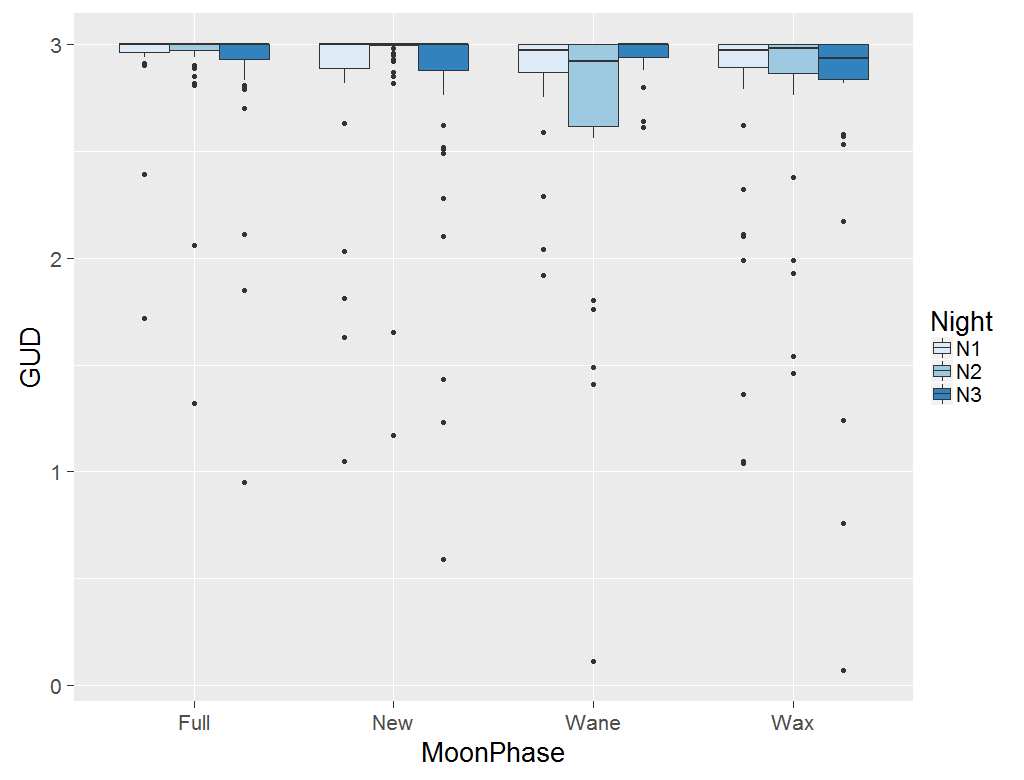 3
2
1
0
GUD
Full
New
Wane
Wax
MoonPhase
Night
N1
N2
N3